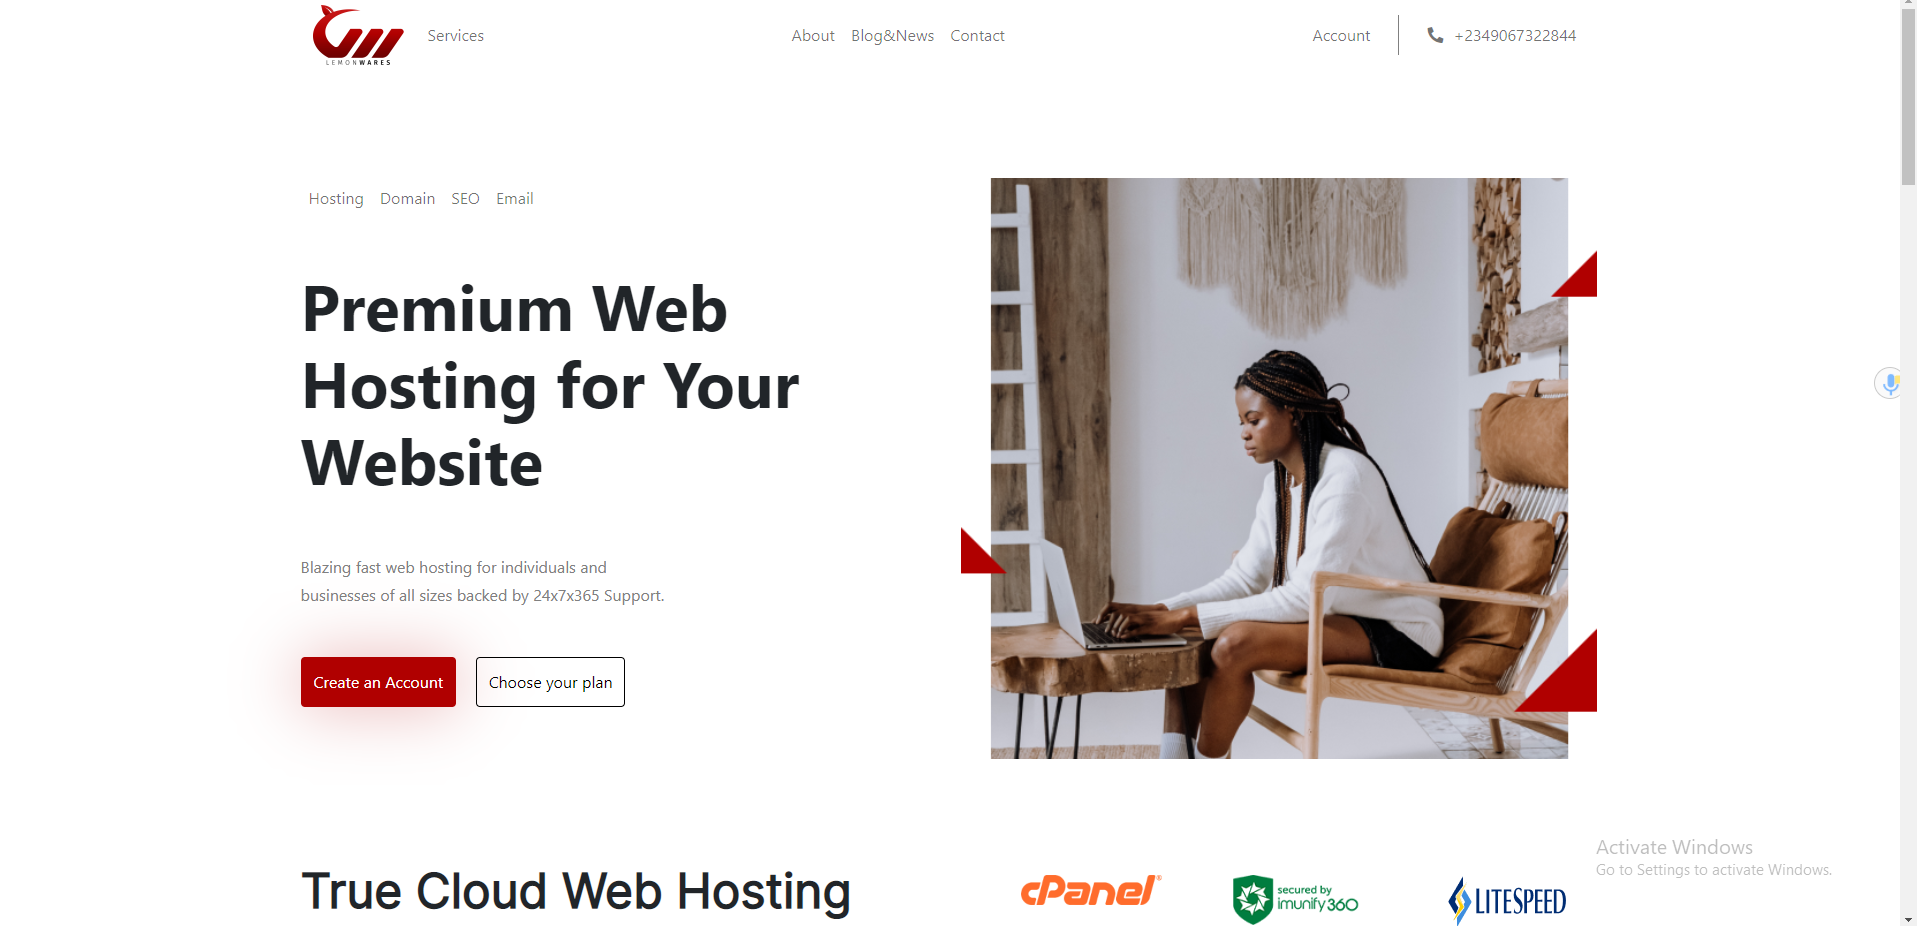 LEMONWARES
Services
About
Blog&News
Contact
Account
+2349067322844
Hosting
Domain
SEO
Email
Premium Web
Hosting for Your
Website
Blazing fast web hosting for individuals and
businesses of all sizes backed by 24x7x365 Support.
Create an Account
Choose your plan
True Cloud Web Hosting
cPanel®
secured by
imunify360
LITESPEED
Activate Windows
Go to Settings to activate Windows.